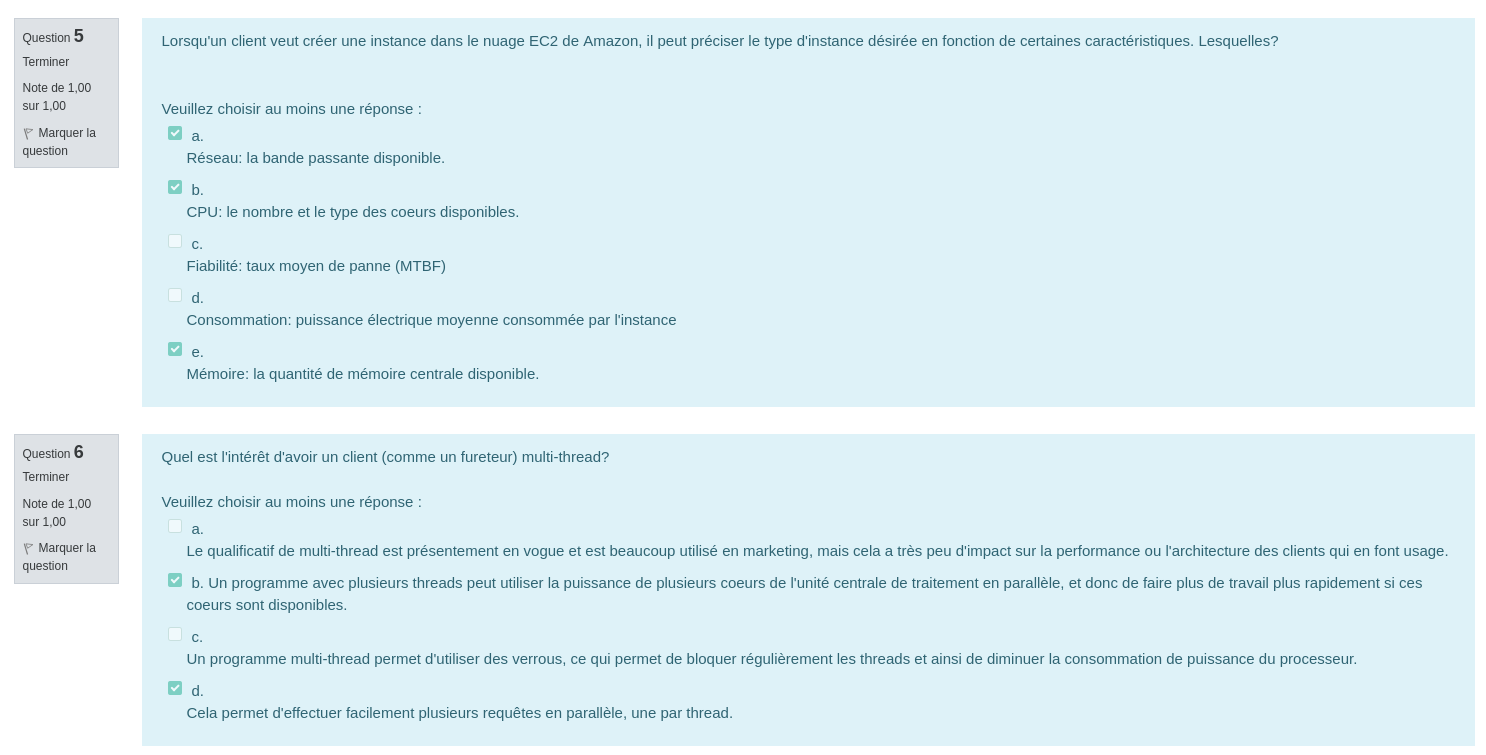 Question 5
Terminer
Note de 1,00
sur 1,00
Marquer la
question
Lorsqu'un client veut créer une instance dans le nuage EC2 de Amazon, il peut préciser le type d'instance désirée en fonction de certaines caractéristiques. Lesquelles?
Veuillez choisir au moins une réponse :
a.
Réseau: la bande passante disponible.
b.
CPU: le nombre et le type des coeurs disponibles.
c.
Fiabilité: taux moyen de panne (MTBF)
d.
Consommation: puissance électrique moyenne consommée par l'instance
e.
Mémoire: la quantité de mémoire centrale disponible.
Question 6
Terminer
Note de 1,00
sur 1,00
Marquer la
question
Quel est l'intérêt d'avoir un client (comme un fureteur) multi-thread?
Veuillez choisir au moins une réponse :
a.
Le qualificatif de multi-thread est présentement en vogue et est beaucoup utilisé en marketing, mais cela a très peu d'impact sur la performance ou l'architecture des clients qui en font usage.
b. Un programme avec plusieurs threads peut utiliser la puissance de plusieurs coeurs de l'unité centrale de traitement en parallèle, et donc de faire plus de travail plus rapidement si ces
coeurs sont disponibles.
c.
Un programme multi-thread permet d'utiliser des verrous, ce qui permet de bloquer régulièrement les threads et ainsi de diminuer la consommation de puissance du processeur.
d.
Cela permet d'effectuer facilement plusieurs requêtes en parallèle, une par thread.